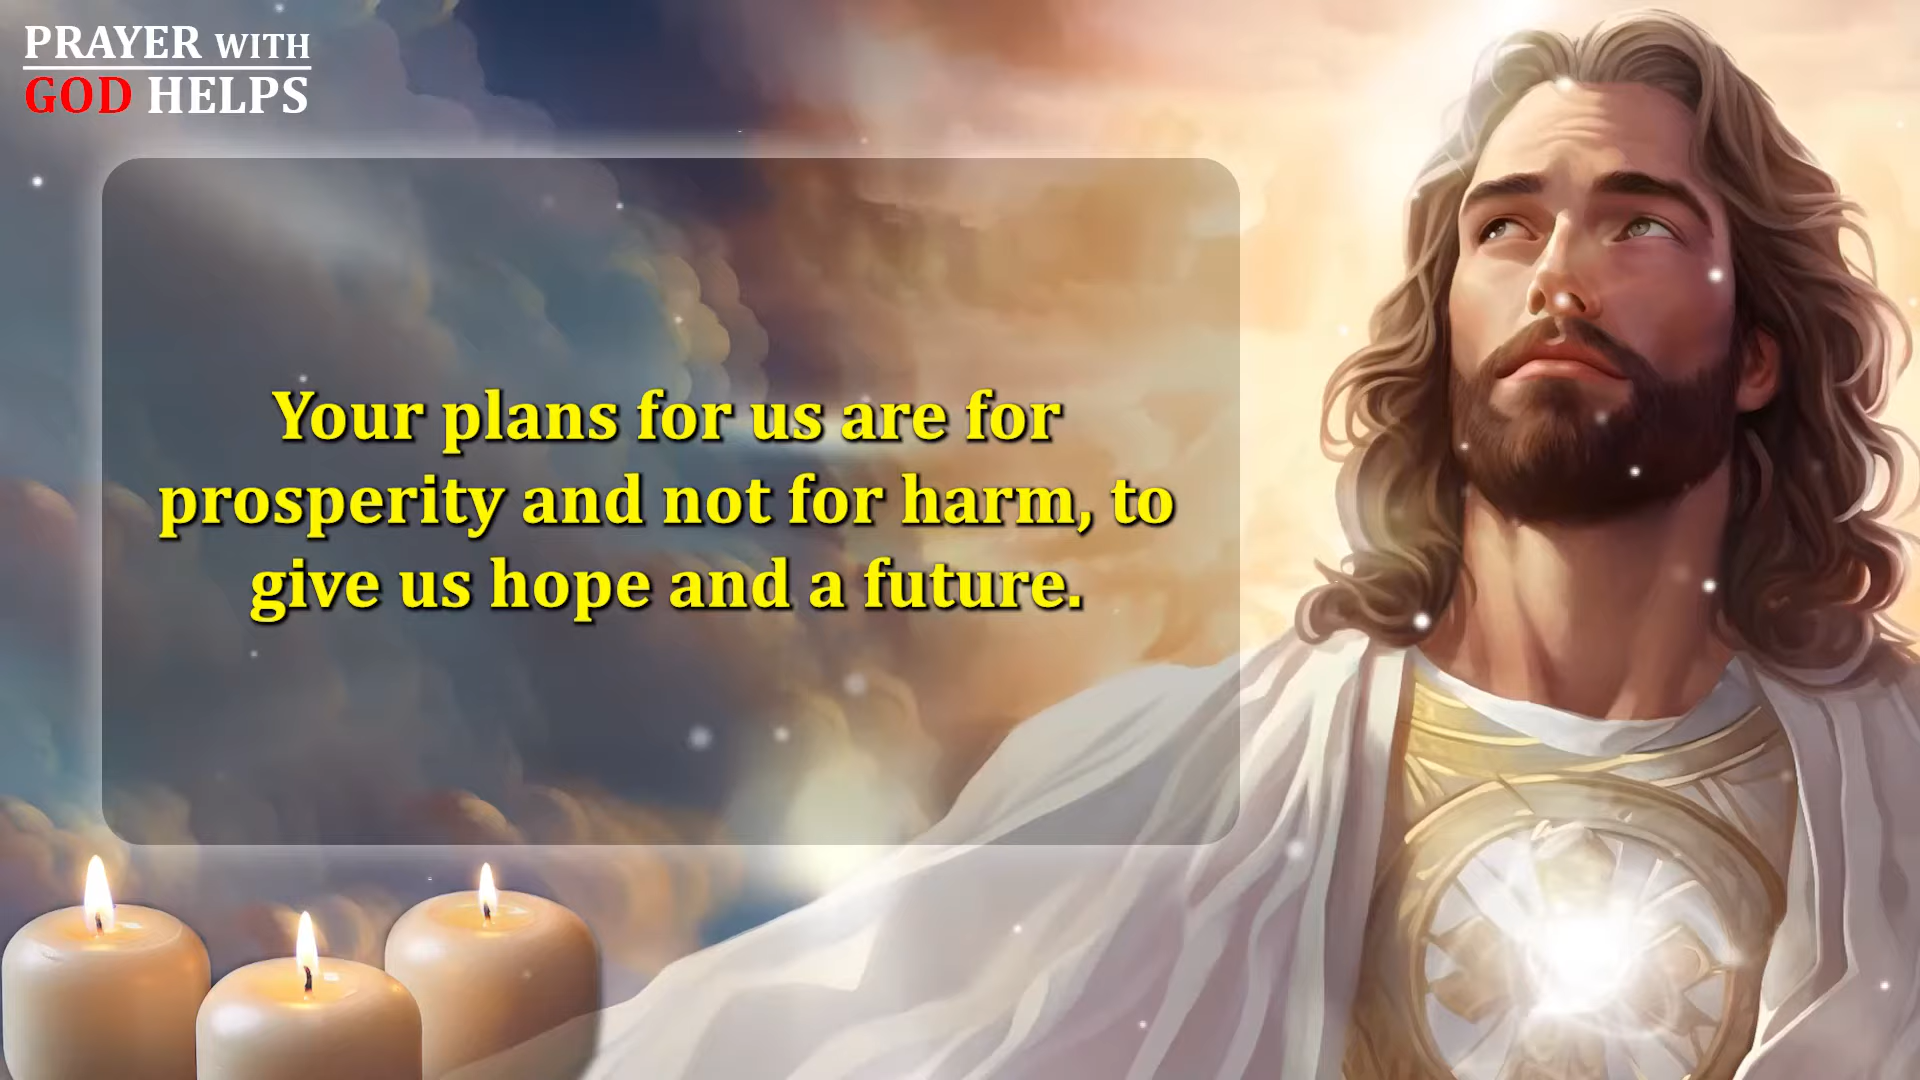 PRAYER WITH
GOD HELPS
Your plans for us are for
prosperity and not for harm, to
give us hope and a future.